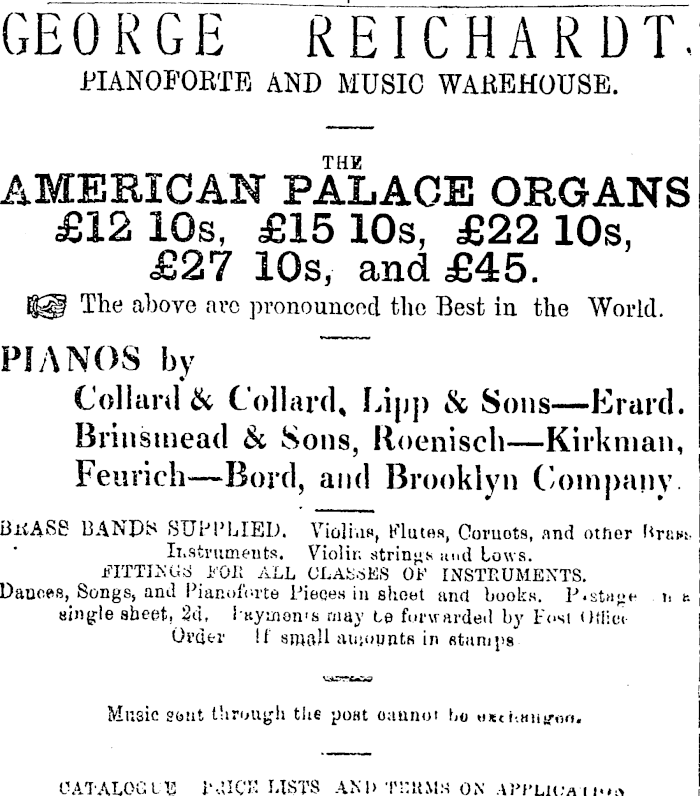 GEORGE REICHARDT.
PIANOFORTE AND MUSIC WAREHOUSE.
THE
AMERICAN PALACE ORGANS
£12 10s, £15 10s, £22 10s,
£27 10s, and £45.
The above are pronounced the Best in the World.
PIANOS by
Collard & Collard, Lipp & Sons—Erard.
Brinsmead & Sons, Roenisch—Kirkman,
Feurich—Bord, and Brooklyn Company.
BRASS BANDS SUPPLIED. Violins, Flutes, Cornets, and other Brass
Instruments. Violin strings and bows.
FITTINGS FOR ALL CLASSES OF INSTRUMENTS.
Dances, Songs, and Pianoforte Pieces in sheet and books. Postage on a
single sheet, 2d. Payments may be forwarded by Post Office
Order If small amounts in stamps
Music sent through the post cannot be exchanged.
CATALOGUE PRICE LISTS AND TERMS ON APPLICATION